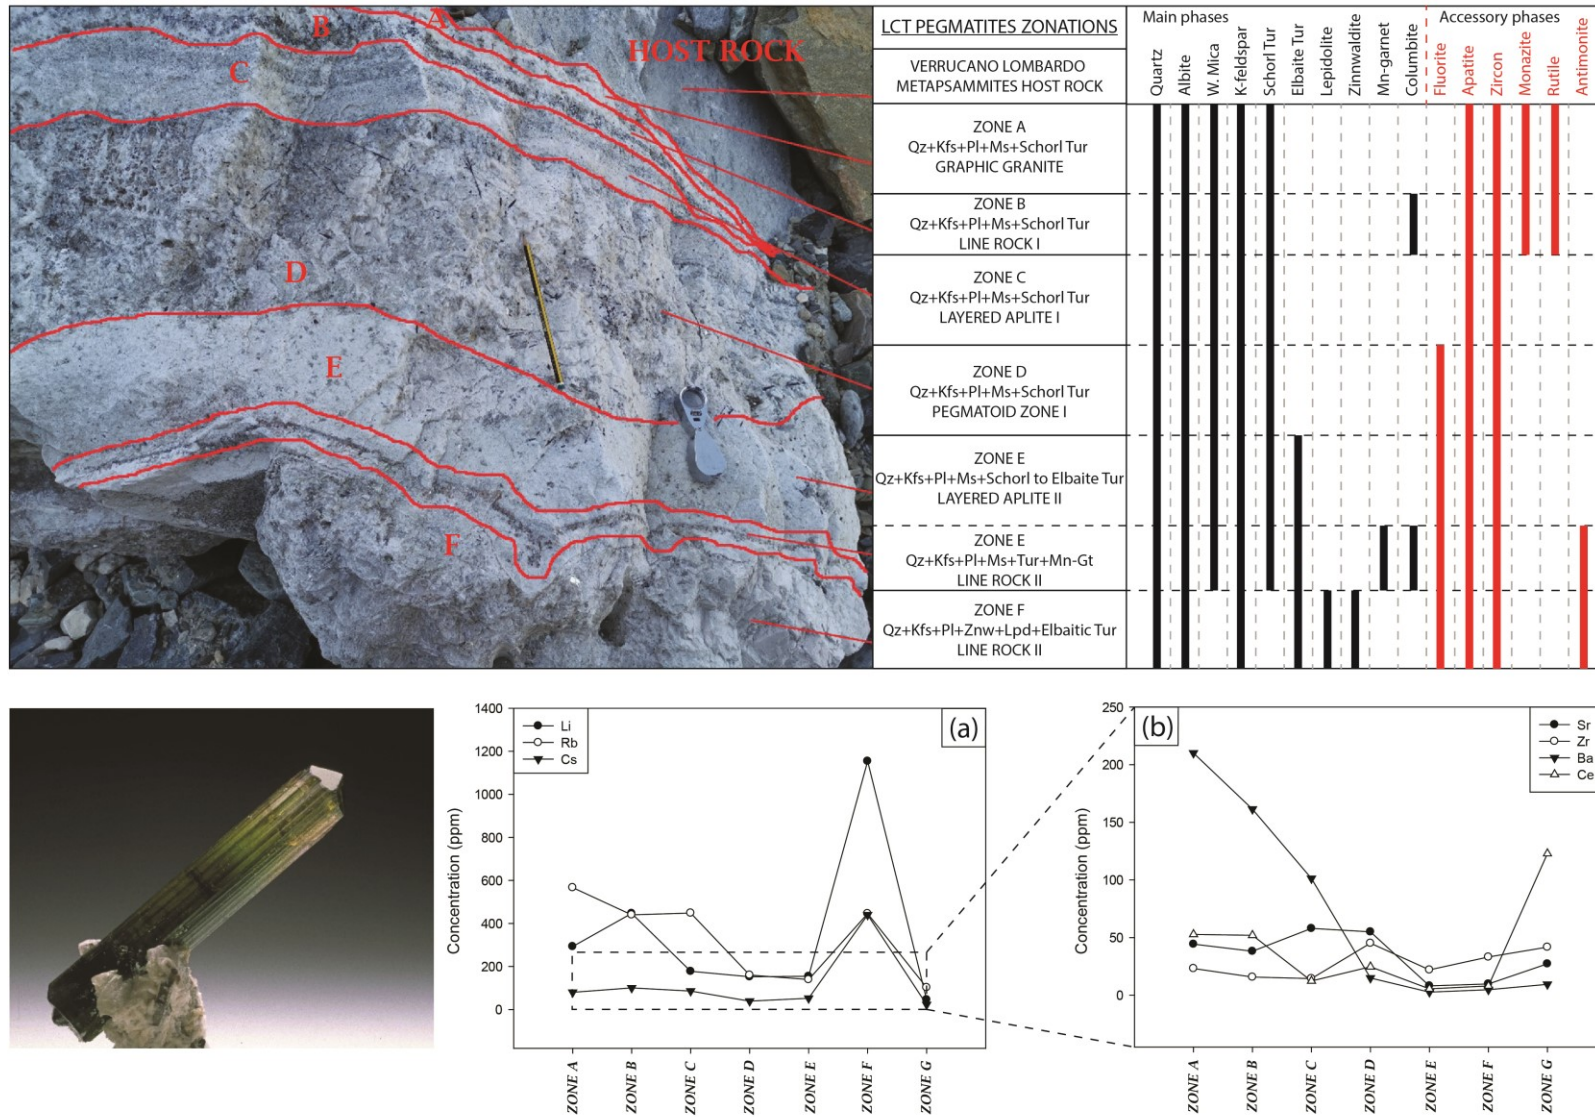 A
B
C
HOST ROCK
D
E
F
LCT PEGMATITES ZONATIONS
VERRUCANO LOMBARDO
METAPSAMMITES HOST ROCK
ZONE A
Qz+Kfs+Pl+Ms+Schorl Tur
GRAPHIC GRANITE
ZONE B
Qz+Kfs+Pl+Ms+Schorl Tur
LINE ROCK I
ZONE C
Qz+Kfs+Pl+Ms+Schorl Tur
LAYERED APLITE I
ZONE D
Qz+Kfs+Pl+Ms+Schorl Tur
PEGMATOID ZONE I
ZONE E
Qz+Kfs+Pl+Ms+Schorl to Elbaite Tur
LAYERED APLITE II
ZONE E
Qz+Kfs+Pl+Ms+Tur+Mn-Gt
LINE ROCK II
ZONE F
Qz+Kfs+Pl+Znw+Lpd+Elbaitic Tur
LINE ROCK II
Main phases
Accessory phases
Quartz
Albite
W. Mica
K-feldspar
Schorl Tur
Elbaite Tur
Lepidolite
Zinnwaldite
Mn-garnet
Columbite
Fluorite
Apatite
Zircon
Monazite
Rutile
Antimonite
(a)
Li
Rb
Cs
Concentration (ppm)
1400
1200
1000
800
600
400
200
0
ZONE A
ZONE B
ZONE C
ZONE D
ZONE E
ZONE F
ZONE G
(b)
Sr
Zr
Ba
Ce
Concentration (ppm)
250
200
150
100
50
0
ZONE A
ZONE B
ZONE C
ZONE D
ZONE E
ZONE F
ZONE G